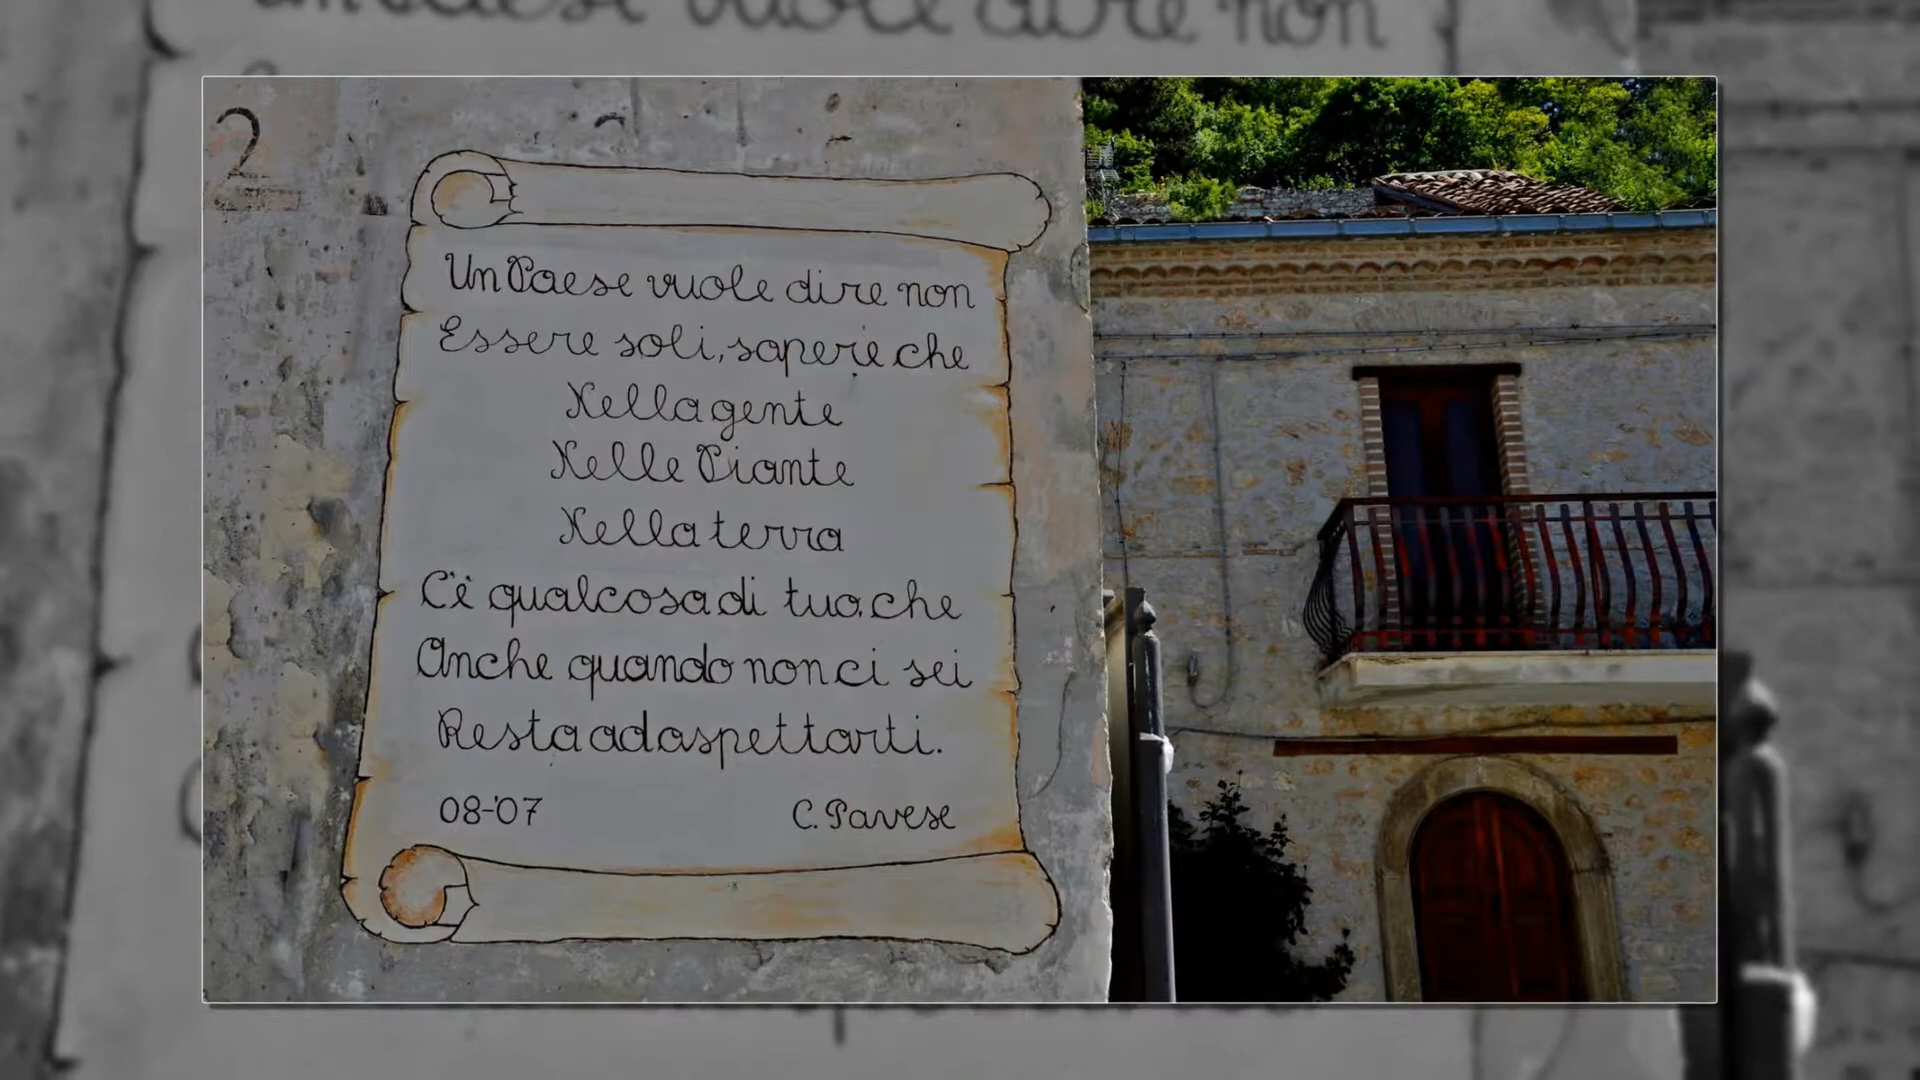 2
Un Paese vuole dire non
Essere soli, sapere che
Nella gente
Nelle Piante
Nella terra
C'è qualcosa di tuo, che
Anche quando non ci sei
Resta ad aspettarti.
08-'07 C. Pavese